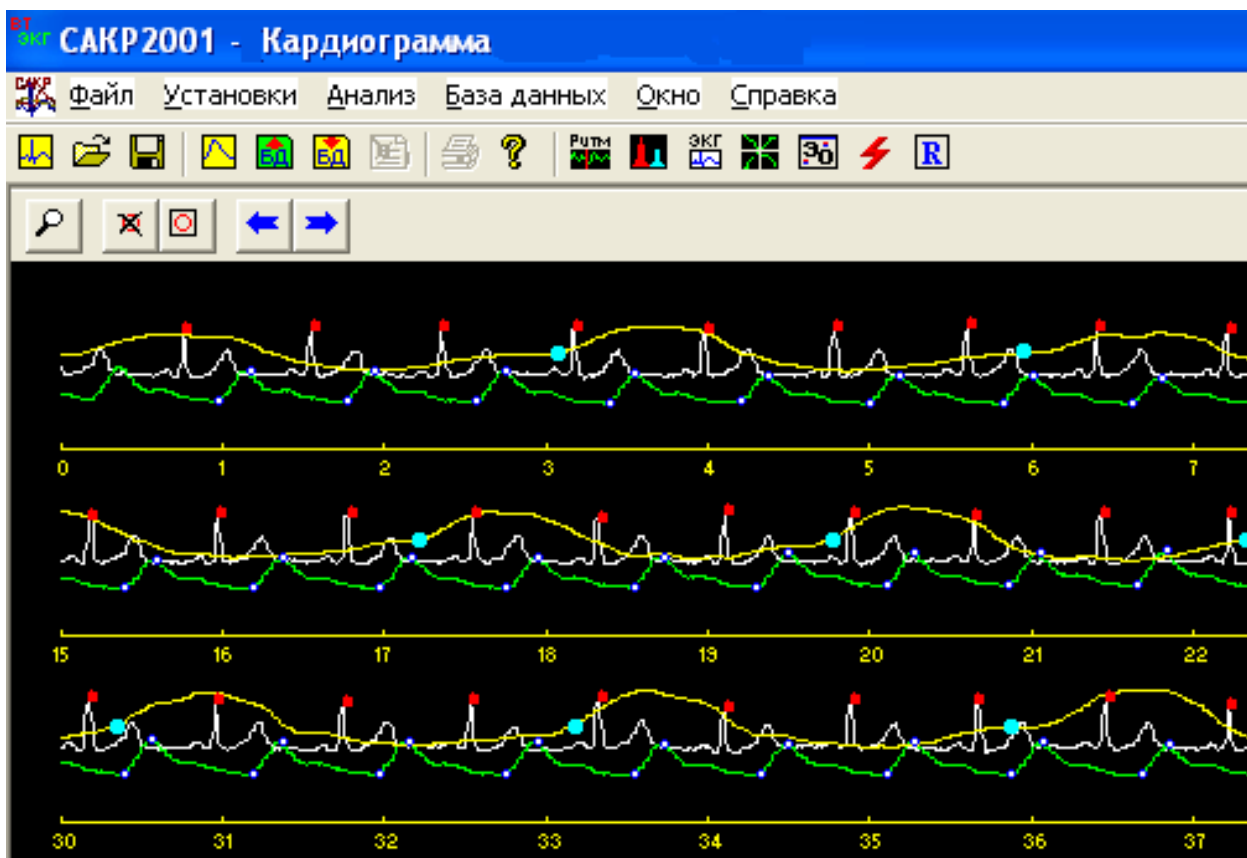 ВТ
ЭКГ САКР2001 - Кардиограмма
САКР Файл Установки Анализ База данных Окно Справка
БД БД ? Ритм ЭКГ R
0 1 2 3 4 5 6 7
15 16 17 18 19 20 21 22
30 31 32 33 34 35 36 37